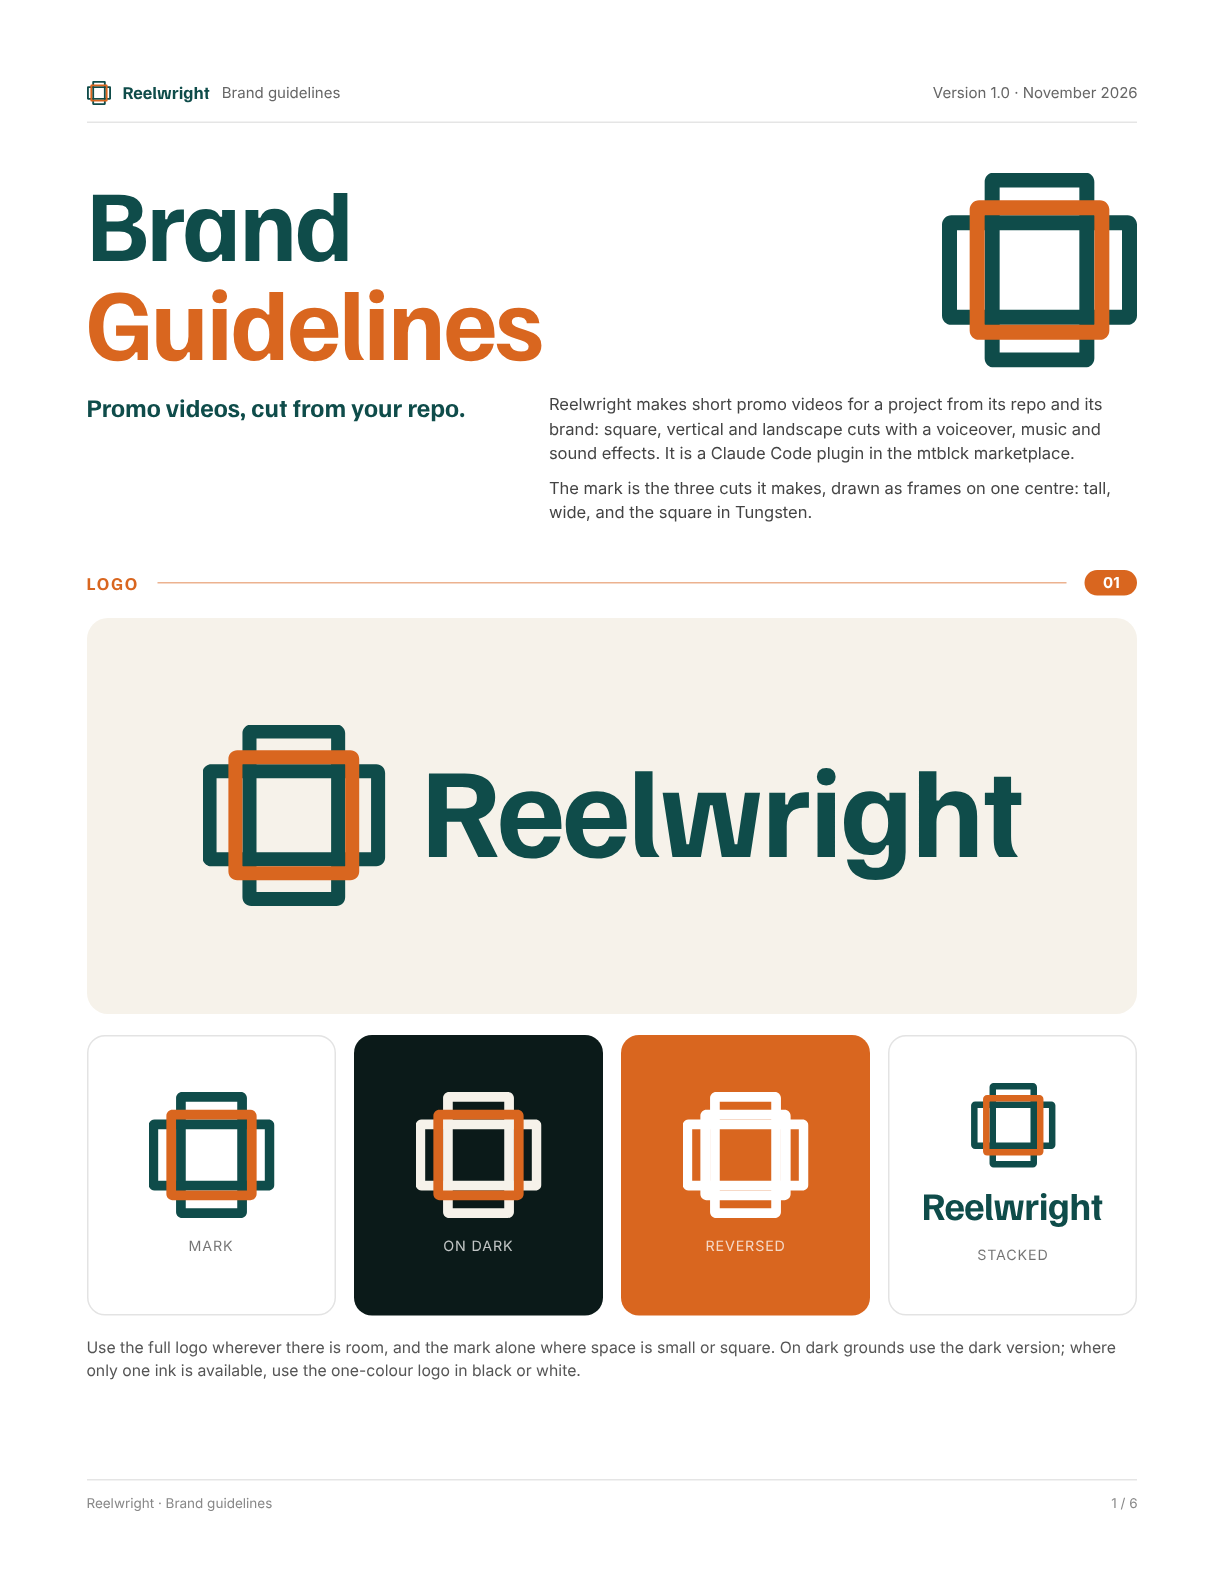 Reelwright Brand guidelines
Version 1.0 · November 2026
Brand
Guidelines
Promo videos, cut from your repo.
Reelwright makes short promo videos for a project from its repo and its
brand: square, vertical and landscape cuts with a voiceover, music and
sound effects. It is a Claude Code plugin in the mtblck marketplace.
The mark is the three cuts it makes, drawn as frames on one centre: tall,
wide, and the square in Tungsten.
LOGO
01
Reelwright
MARK
ON DARK
REVERSED
Reelwright
STACKED
Use the full logo wherever there is room, and the mark alone where space is small or square. On dark grounds use the dark version; where
only one ink is available, use the one-colour logo in black or white.
Reelwright · Brand guidelines
1 / 6